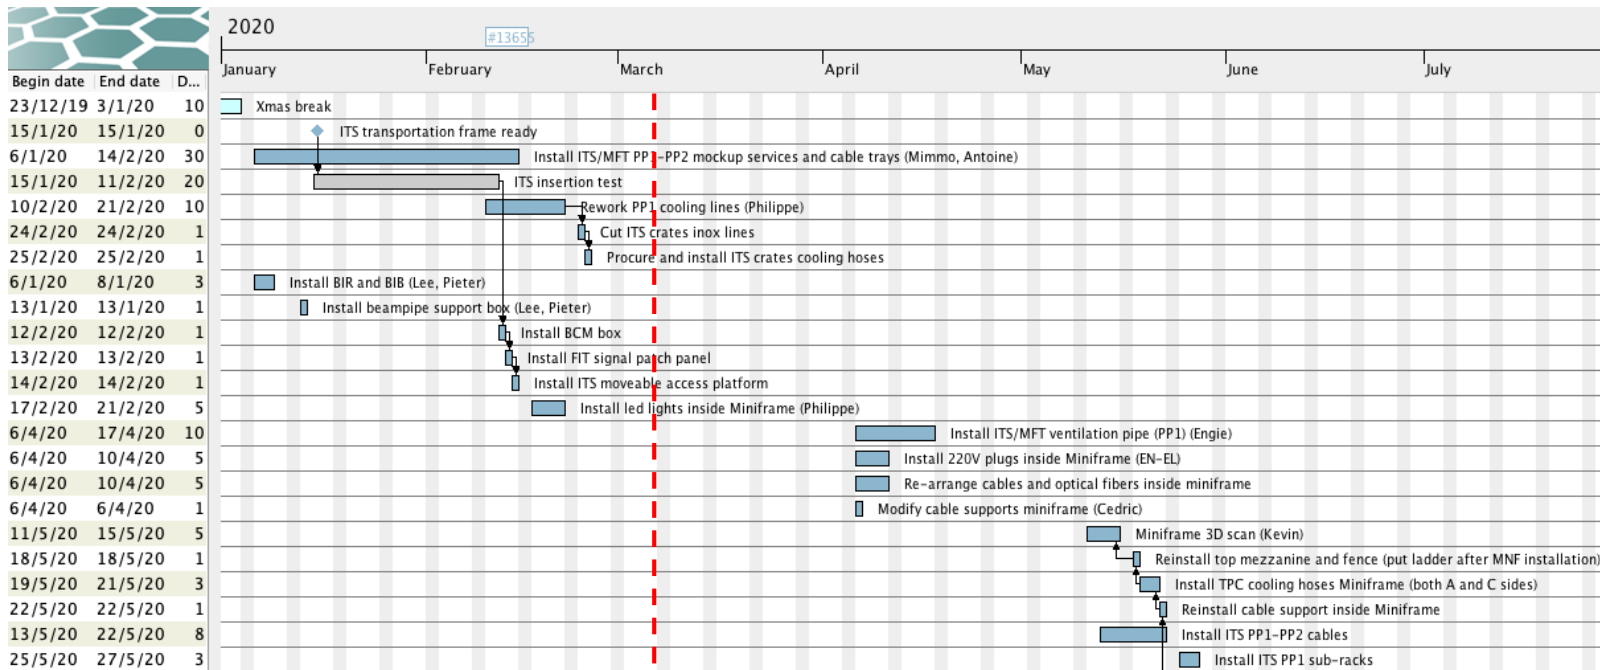 2020
#13655
January February March April May June July
Begin date End date D...
23/12/19 3/1/20 10 Xmas break
15/1/20 15/1/20 0 ITS transportation frame ready
6/1/20 14/2/20 30 Install ITS/MFT PP1-PP2 mockup services and cable trays (Mimmo, Antoine)
15/1/20 11/2/20 20 ITS insertion test
10/2/20 21/2/20 10 Rework PP1 cooling lines (Philippe)
24/2/20 24/2/20 1 Cut ITS crates inox lines
25/2/20 25/2/20 1 Procure and install ITS crates cooling hoses
6/1/20 8/1/20 3 Install BIR and BIB (Lee, Pieter)
13/1/20 13/1/20 1 Install beampipe support box (Lee, Pieter)
12/2/20 12/2/20 1 Install BCM box
13/2/20 13/2/20 1 Install FIT signal patch panel
14/2/20 14/2/20 1 Install ITS moveable access platform
17/2/20 21/2/20 5 Install led lights inside Miniframe (Philippe)
6/4/20 17/4/20 10 Install ITS/MFT ventilation pipe (PP1) (Engie)
6/4/20 10/4/20 5 Install 220V plugs inside Miniframe (EN-EL)
6/4/20 10/4/20 5 Re-arrange cables and optical fibers inside miniframe
6/4/20 6/4/20 1 Modify cable supports miniframe (Cedric)
11/5/20 15/5/20 5 Miniframe 3D scan (Kevin)
18/5/20 18/5/20 1 Reinstall top mezzanine and fence (put ladder after MNF installation)
19/5/20 21/5/20 3 Install TPC cooling hoses Miniframe (both A and C sides)
22/5/20 22/5/20 1 Reinstall cable support inside Miniframe
13/5/20 22/5/20 8 Install ITS PP1-PP2 cables
25/5/20 27/5/20 3 Install ITS PP1 sub-racks